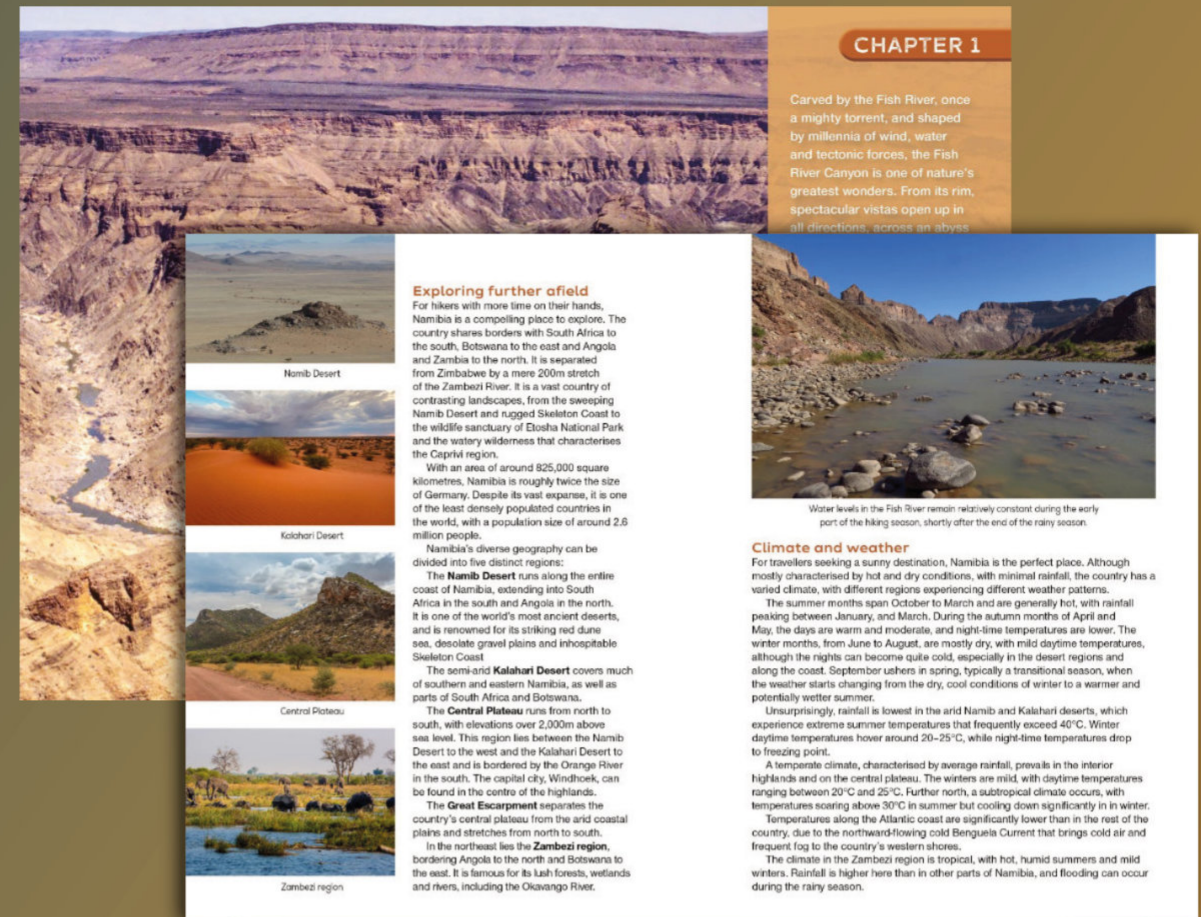 CHAPTER 1
Carved by the Fish River, once
a mighty torrent, and shaped
by millennia of wind, water
and tectonic forces, the Fish
River Canyon is one of nature's
greatest wonders. From its rim,
spectacular vistas open up in
all directions, across an abyss
Namib Desert
Kalahari Desert
Central Plateau
Zambezi region
Exploring further afield
For hikers with more time on their hands,
Namibia is a compelling place to explore. The
country shares borders with South Africa to
the south, Botswana to the east and Angola
and Zambia to the north. It is separated
from Zimbabwe by a mere 200m stretch
of the Zambezi River. It is a vast country of
contrasting landscapes, from the sweeping
Namib Desert and rugged Skeleton Coast to
the wildlife sanctuary of Etosha National Park
and the watery wilderness that characterises
the Caprivi region.
With an area of around 825,000 square
kilometres, Namibia is roughly twice the size
of Germany. Despite its vast expanse, it is one
of the least densely populated countries in
the world, with a population size of around 2.6
million people.
Namibia's diverse geography can be
divided into five distinct regions:
The Namib Desert runs along the entire
coast of Namibia, extending into South
Africa in the south and Angola in the north.
It is one of the world's most ancient deserts,
and is renowned for its striking red dune
sea, desolate gravel plains and inhospitable
Skeleton Coast
The semi-arid Kalahari Desert covers much
of southern and eastern Namibia, as well as
parts of South Africa and Botswana.
The Central Plateau runs from north to
south, with elevations over 2,000m above
sea level. This region lies between the Namib
Desert to the west and the Kalahari Desert to
the east and is bordered by the Orange River
in the south. The capital city, Windhoek, can
be found in the centre of the highlands.
The Great Escarpment separates the
country's central plateau from the arid coastal
plains and stretches from north to south.
In the northeast lies the Zambezi region,
bordering Angola to the north and Botswana to
the east. It is famous for its lush forests, wetlands
and rivers, including the Okavango River.
Water levels in the Fish River remain relatively constant during the early
part of the hiking season, shortly after the end of the rainy season.
Climate and weather
For travellers seeking a sunny destination, Namibia is the perfect place. Although
mostly characterised by hot and dry conditions, with minimal rainfall, the country has a
varied climate, with different regions experiencing different weather patterns.
The summer months span October to March and are generally hot, with rainfall
peaking between January, and March. During the autumn months of April and
May, the days are warm and moderate, and night-time temperatures are lower. The
winter months, from June to August, are mostly dry, with mild daytime temperatures,
although the nights can become quite cold, especially in the desert regions and
along the coast. September ushers in spring, typically a transitional season, when
the weather starts changing from the dry, cool conditions of winter to a warmer and
potentially wetter summer.
Unsurprisingly, rainfall is lowest in the arid Namib and Kalahari deserts, which
experience extreme summer temperatures that frequently exceed 40°C. Winter
daytime temperatures hover around 20–25°C, while night-time temperatures drop
to freezing point.
A temperate climate, characterised by average rainfall, prevails in the interior
highlands and on the central plateau. The winters are mild, with daytime temperatures
ranging between 20°C and 25°C. Further north, a subtropical climate occurs, with
temperatures soaring above 30°C in summer but cooling down significantly in in winter.
Temperatures along the Atlantic coast are significantly lower than in the rest of the
country, due to the northward-flowing cold Benguela Current that brings cold air and
frequent fog to the country's western shores.
The climate in the Zambezi region is tropical, with hot, humid summers and mild
winters. Rainfall is higher here than in other parts of Namibia, and flooding can occur
during the rainy season.